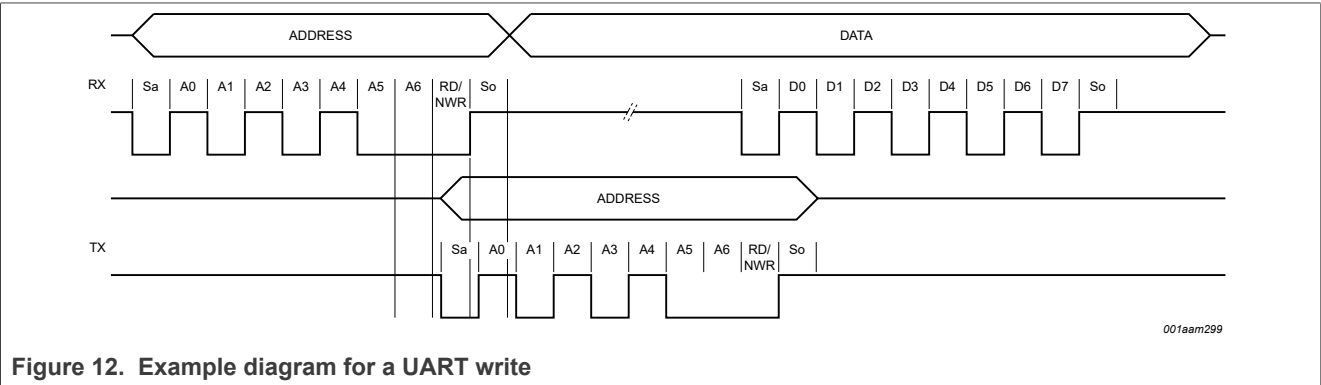 ADDRESS DATA
RX Sa A0 A1 A2 A3 A4 A5 A6 RD/ So Sa D0 D1 D2 D3 D4 D5 D6 D7 So
NWR
ADDRESS
TX Sa A0 A1 A2 A3 A4 A5 A6 RD/ So
NWR
001aam299
Figure 12. Example diagram for a UART write